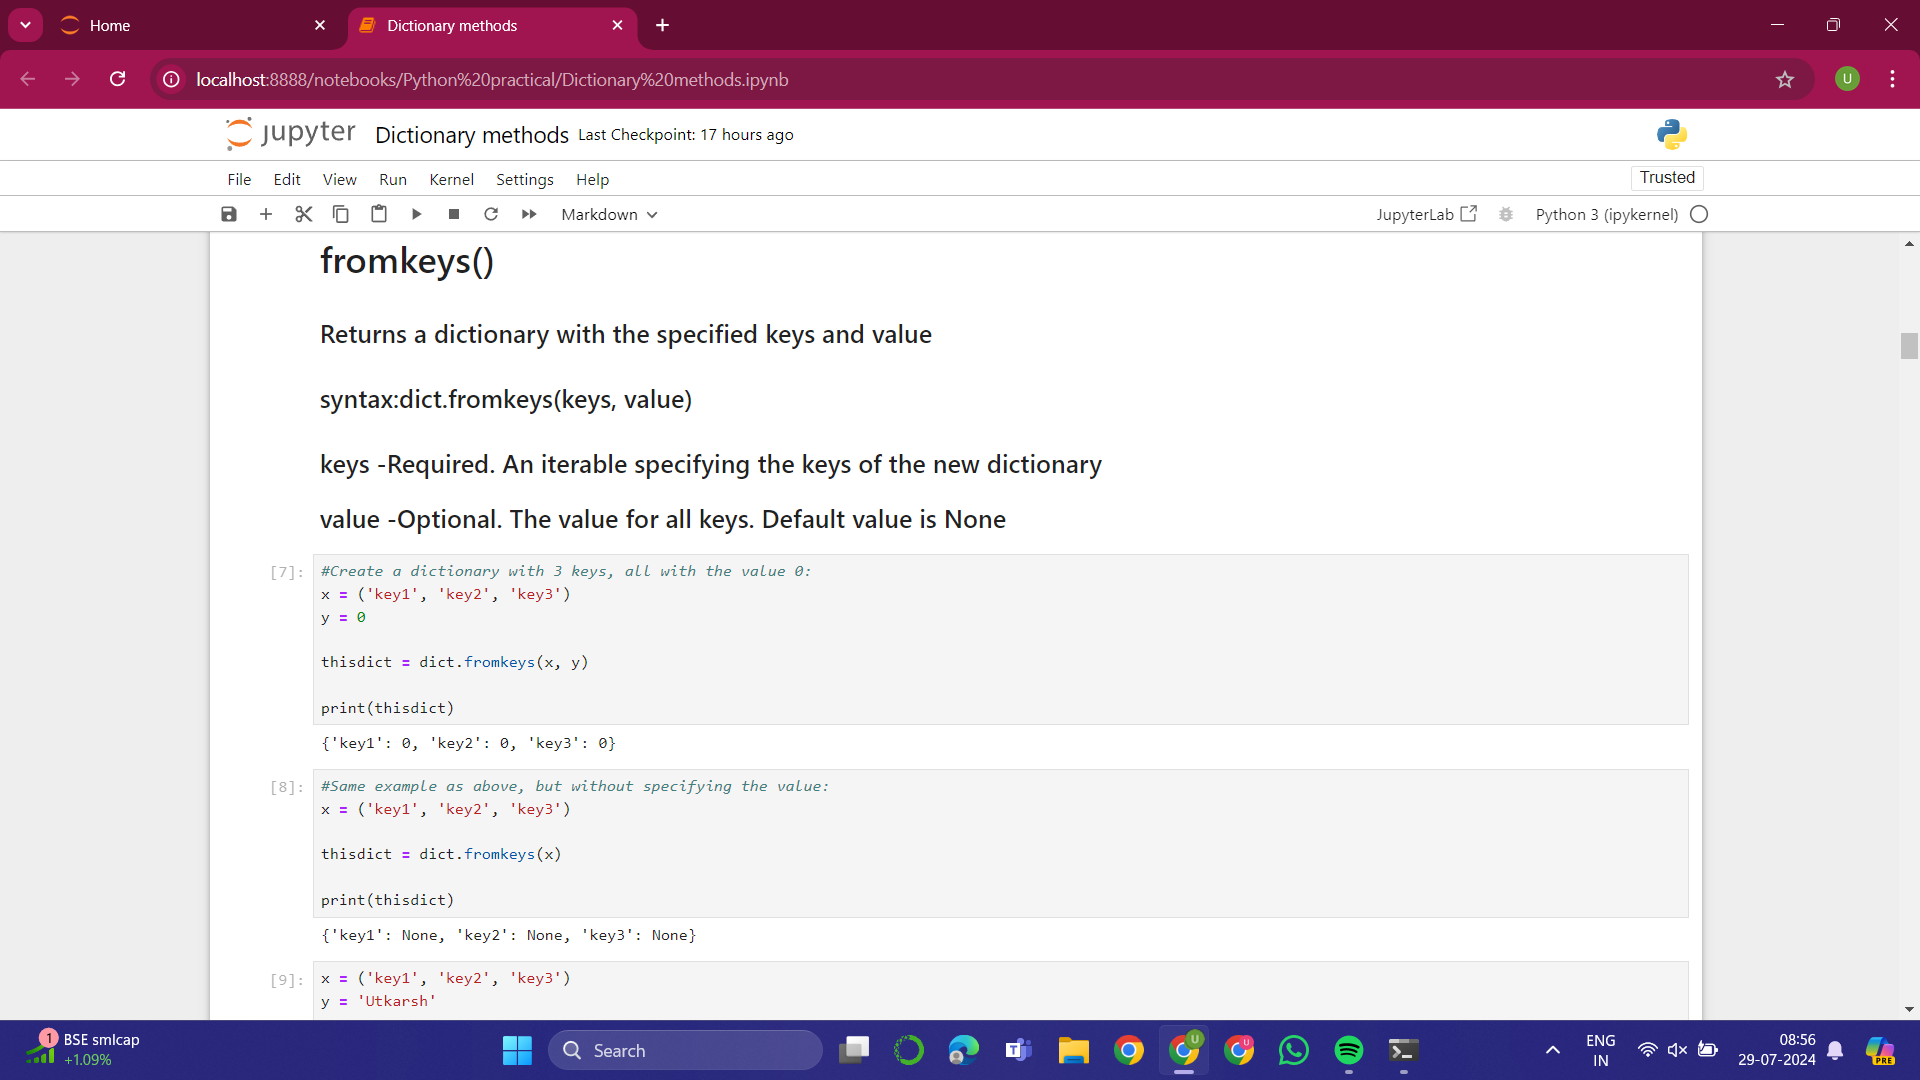 Home
Dictionary methods
localhost:8888/notebooks/Python%20practical/Dictionary%20methods.ipynb
U
jupyter Dictionary methods Last Checkpoint: 17 hours ago
File Edit View Run Kernel Settings Help
Trusted
Markdown
JupyterLab
Python 3 (ipykernel)
fromkeys()
Returns a dictionary with the specified keys and value
syntax:dict.fromkeys(keys, value)
keys -Required. An iterable specifying the keys of the new dictionary
value -Optional. The value for all keys. Default value is None
[7]: #Create a dictionary with 3 keys, all with the value 0:
x = ('key1', 'key2', 'key3')
y = 0
thisdict = dict.fromkeys(x, y)
print(thisdict)
{'key1': 0, 'key2': 0, 'key3': 0}
[8]: #Same example as above, but without specifying the value:
x = ('key1', 'key2', 'key3')
thisdict = dict.fromkeys(x)
print(thisdict)
{'key1': None, 'key2': None, 'key3': None}
[9]: x = ('key1', 'key2', 'key3')
y = 'Utkarsh'
1
BSE smlcap
+1.09%
Search
U
U
ENG
IN
08:56
29-07-2024
PRE